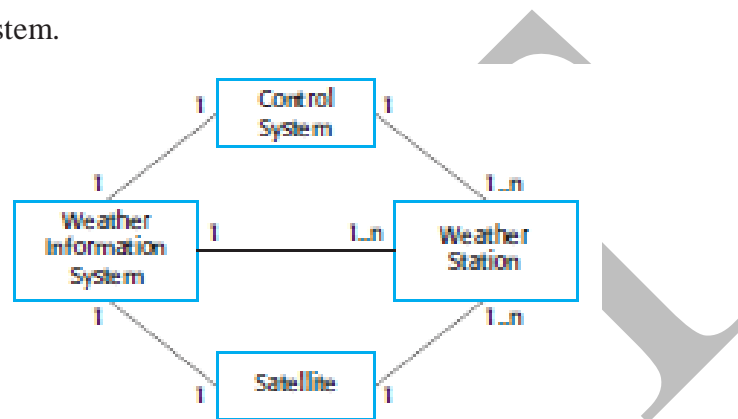 stem.
1
Control
System
1
1
1..n
Weather
Information
System
1
1..n
Weather
Station
1
1..n
1
Satellite
1